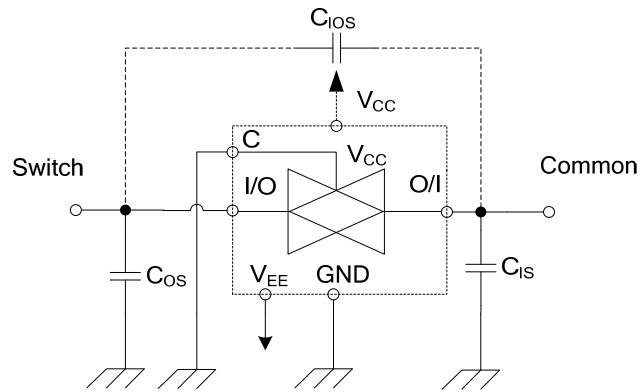 C_IOS
V_CC
C
V_CC
Switch
Common
I/O
O/I
C_OS
V_EE
GND
C_IS